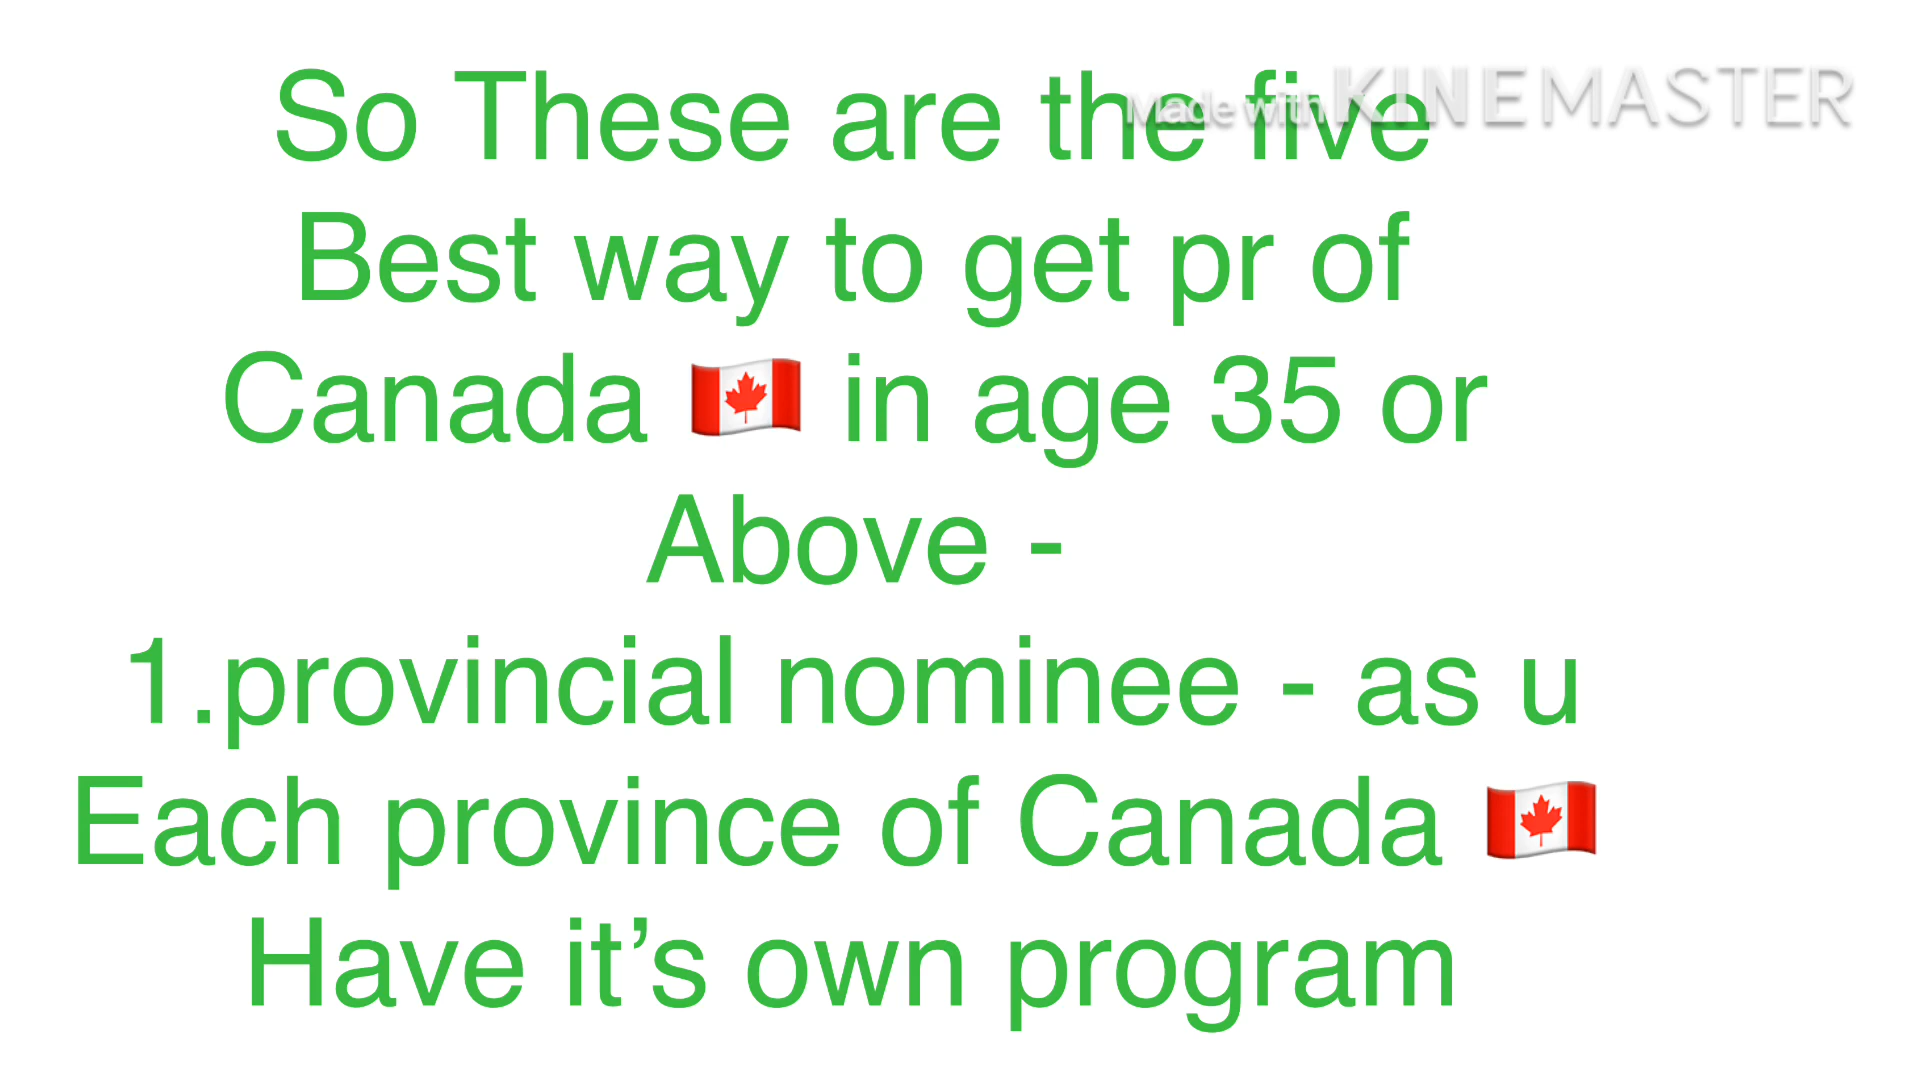 So These are the five
Made with KINEMASTER
Best way to get pr of
Canada 🇨🇦 in age 35 or
Above -
1.provincial nominee - as u
Each province of Canada 🇨🇦
Have it’s own program